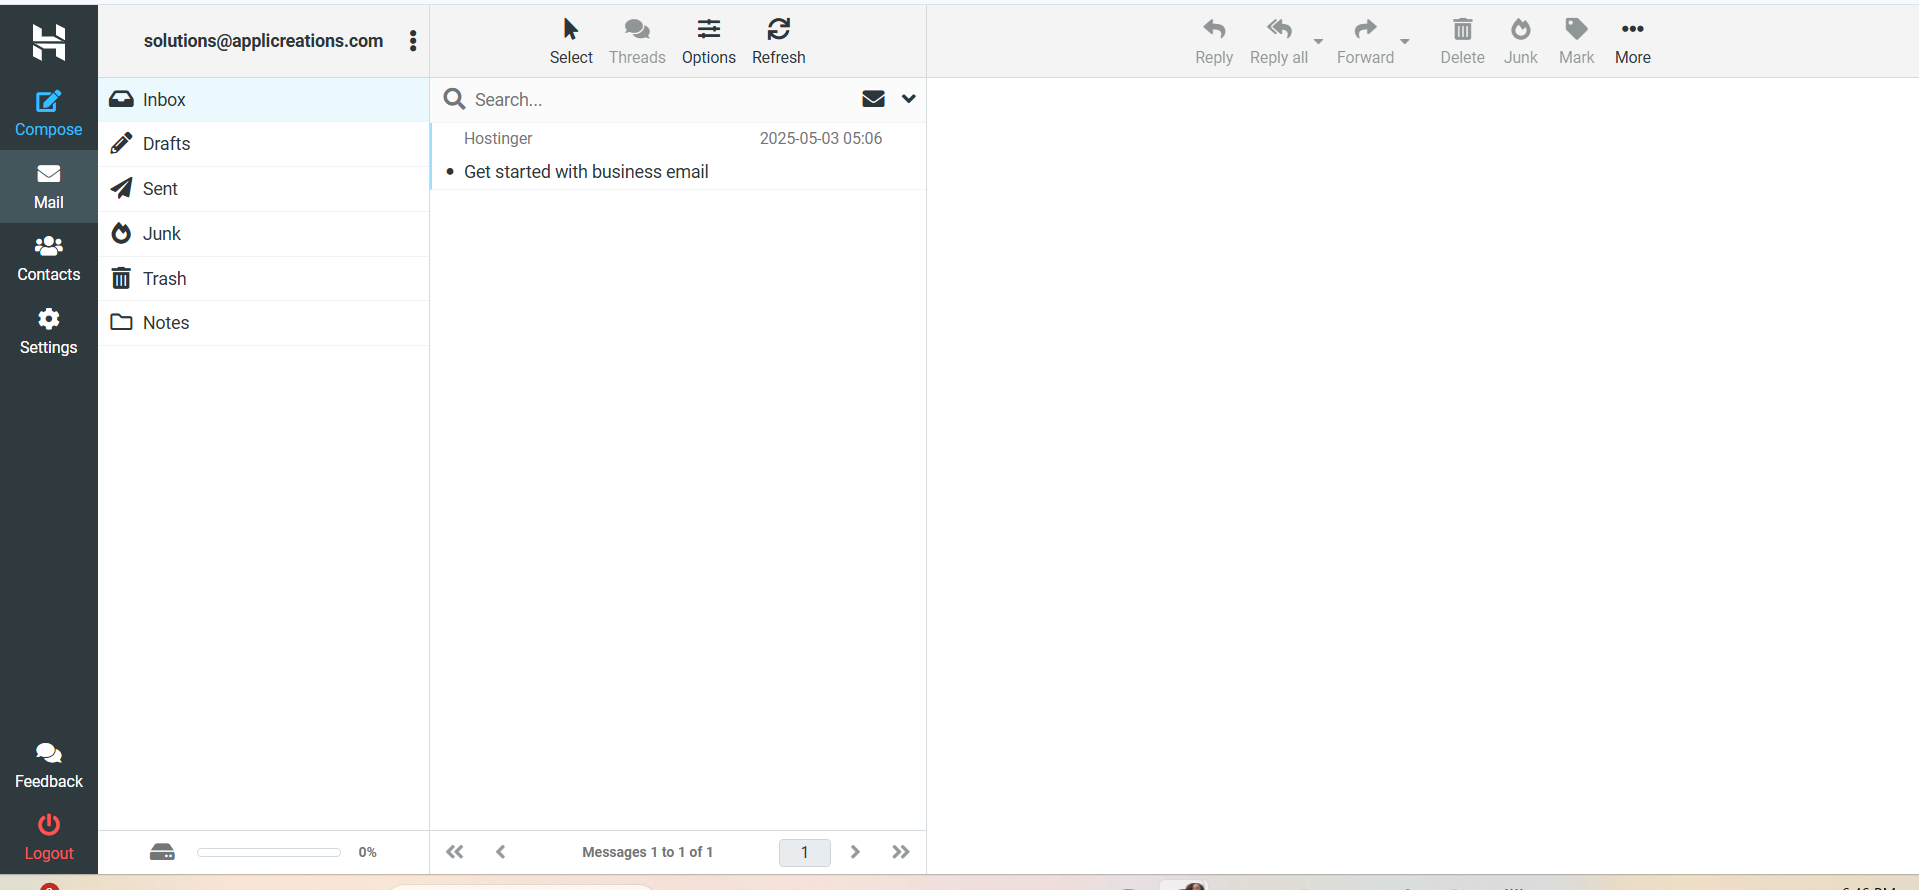 solutions@applicreations.com
Select
Threads
Options
Refresh
Reply
Reply all
Forward
Delete
Junk
Mark
More
Compose
Mail
Contacts
Settings
Feedback
Logout
Inbox
Drafts
Sent
Junk
Trash
Notes
0%
Search...
Hostinger 2025-05-03 05:06
Get started with business email
Messages 1 to 1 of 1
1